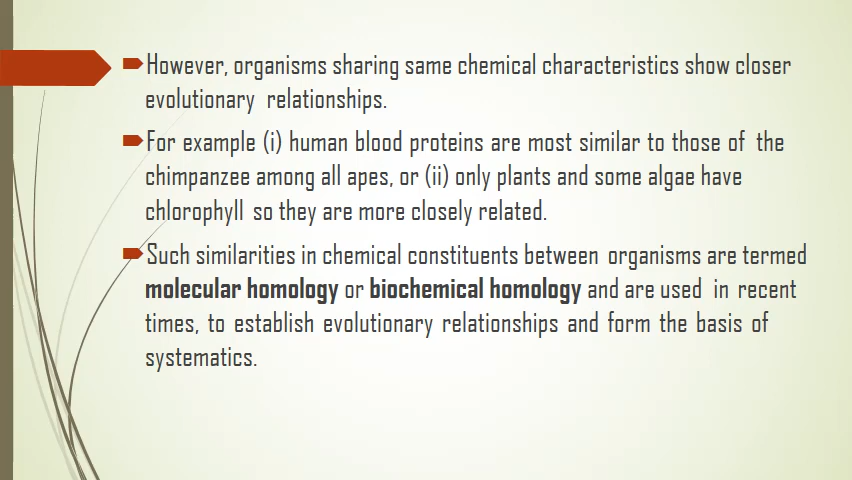 However, organisms sharing same chemical characteristics show closer
evolutionary relationships.
For example (i) human blood proteins are most similar to those of the
chimpanzee among all apes, or (ii) only plants and some algae have
chlorophyll so they are more closely related.
Such similarities in chemical constituents between organisms are termed
molecular homology or biochemical homology and are used in recent
times, to establish evolutionary relationships and form the basis of
systematics.